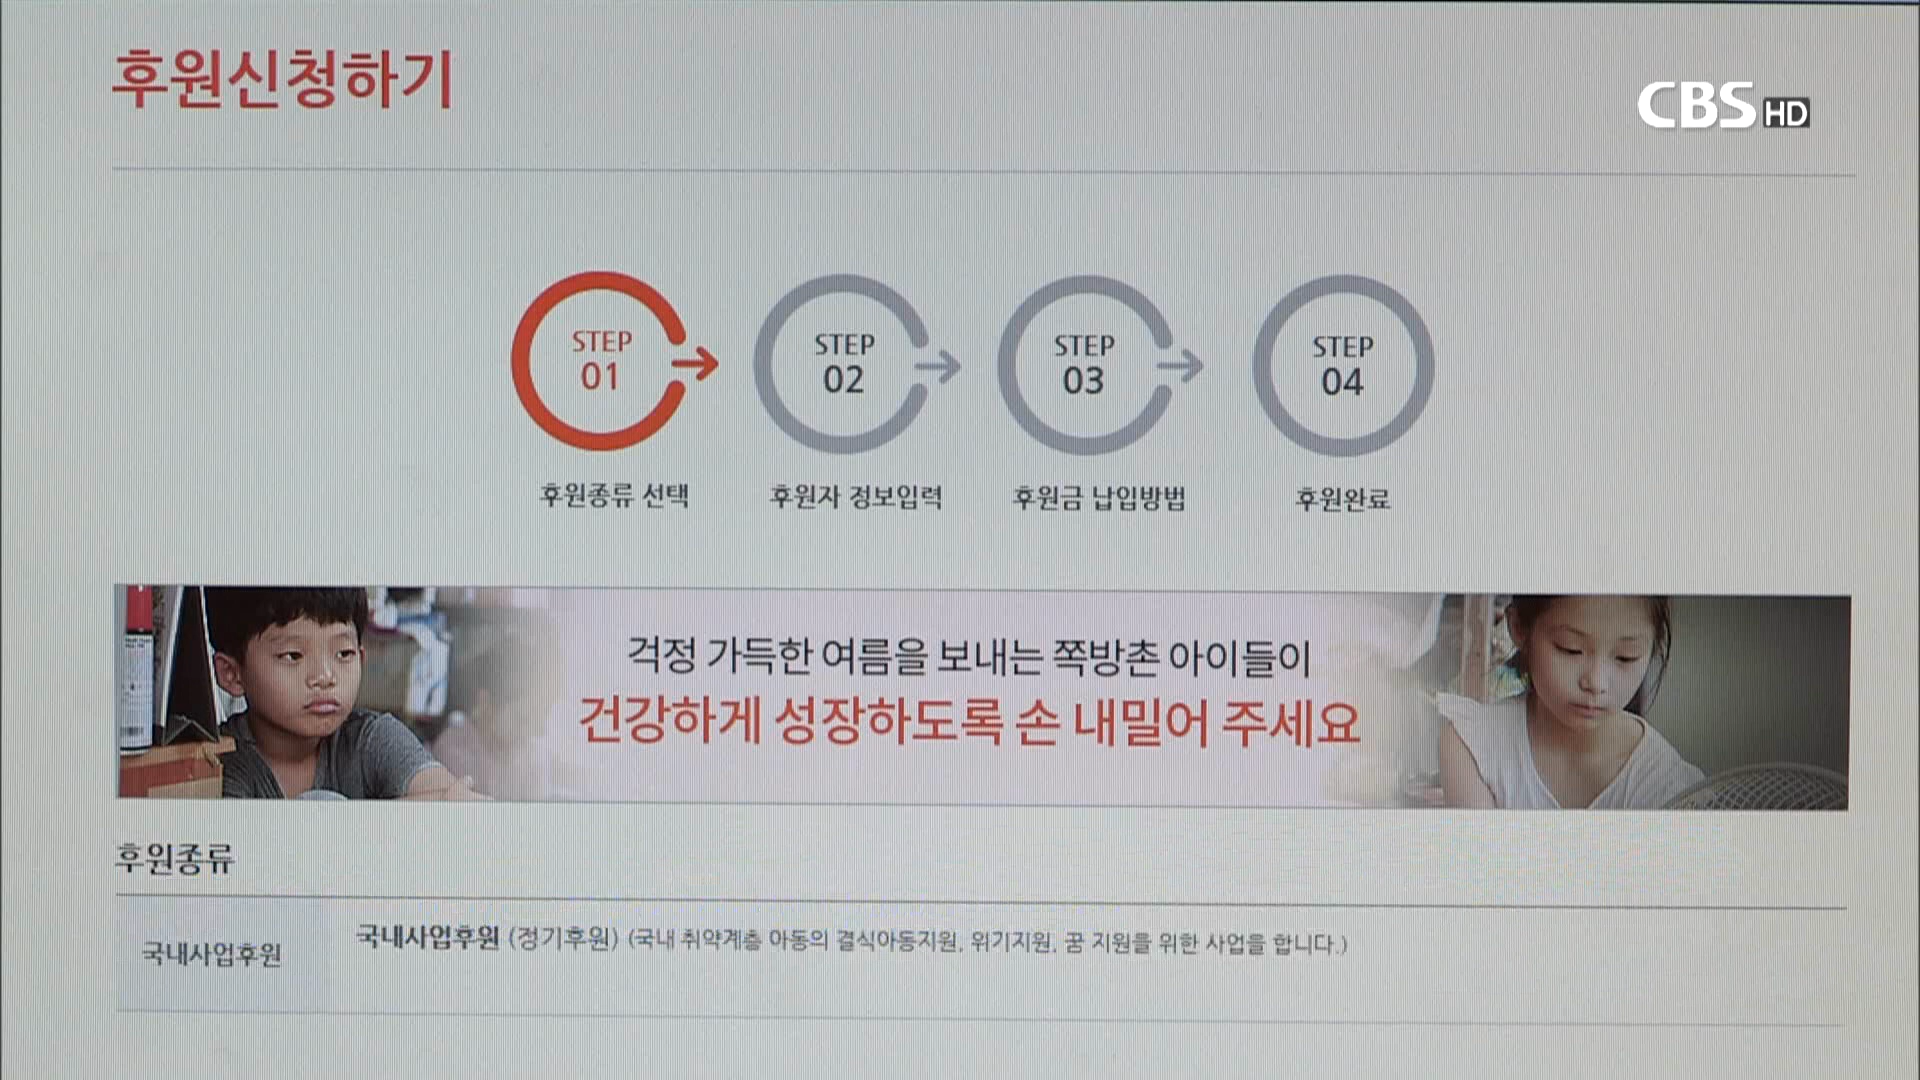 후원신청하기
CBS HD
STEP 01
STEP 02
STEP 03
STEP 04
후원종류 선택
후원자 정보입력
후원금 납입방법
후원완료
걱정 가득한 여름을 보내는 쪽방촌 아이들이
건강하게 성장하도록 손 내밀어 주세요
후원종류
국내사업후원
국내사업후원 (정기후원) (국내 취약계층 아동의 결식아동지원, 위기지원, 꿈 지원을 위한 사업을 합니다.)